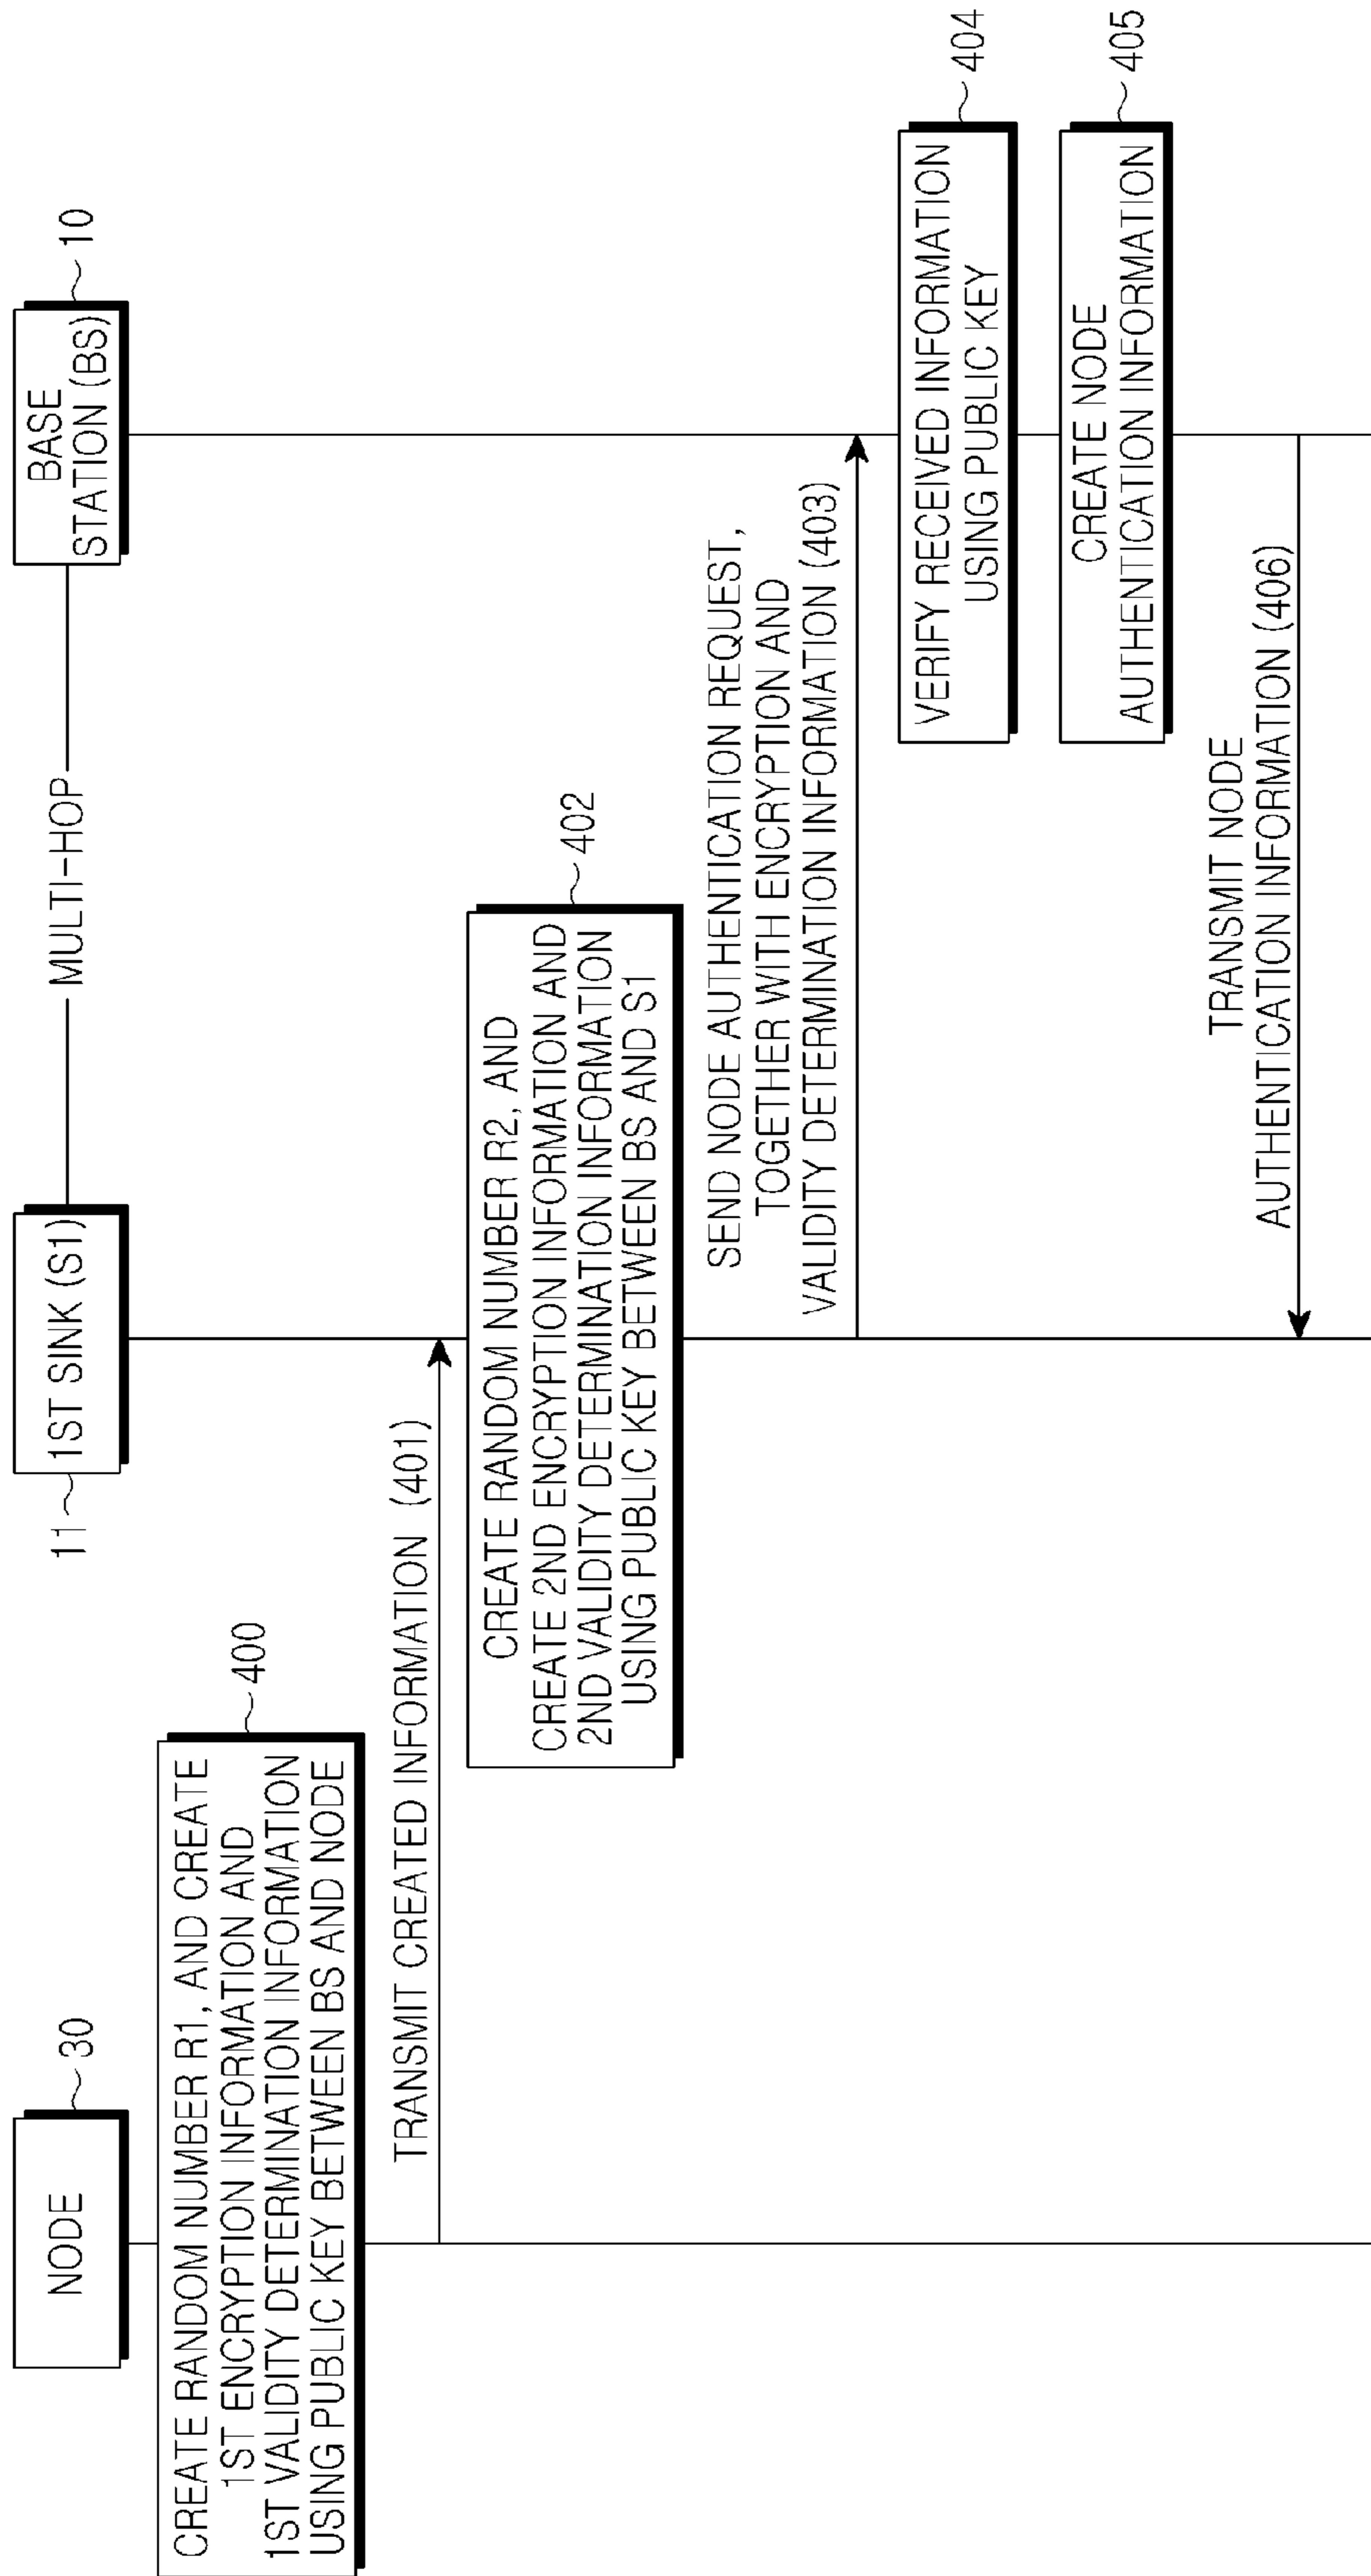 NODE
30
11
1ST SINK (S1)
MULTI-HOP
BASE
STATION (BS)
10
CREATE RANDOM NUMBER R1, AND CREATE
1ST ENCRYPTION INFORMATION AND
1ST VALIDITY DETERMINATION INFORMATION
USING PUBLIC KEY BETWEEN BS AND NODE
400
TRANSMIT CREATED INFORMATION (401)
CREATE RANDOM NUMBER R2, AND
CREATE 2ND ENCRYPTION INFORMATION AND
2ND VALIDITY DETERMINATION INFORMATION
USING PUBLIC KEY BETWEEN BS AND S1
402
SEND NODE AUTHENTICATION REQUEST,
TOGETHER WITH ENCRYPTION AND
VALIDITY DETERMINATION INFORMATION (403)
VERIFY RECEIVED INFORMATION
USING PUBLIC KEY
404
CREATE NODE
AUTHENTICATION INFORMATION
405
TRANSMIT NODE
AUTHENTICATION INFORMATION (406)